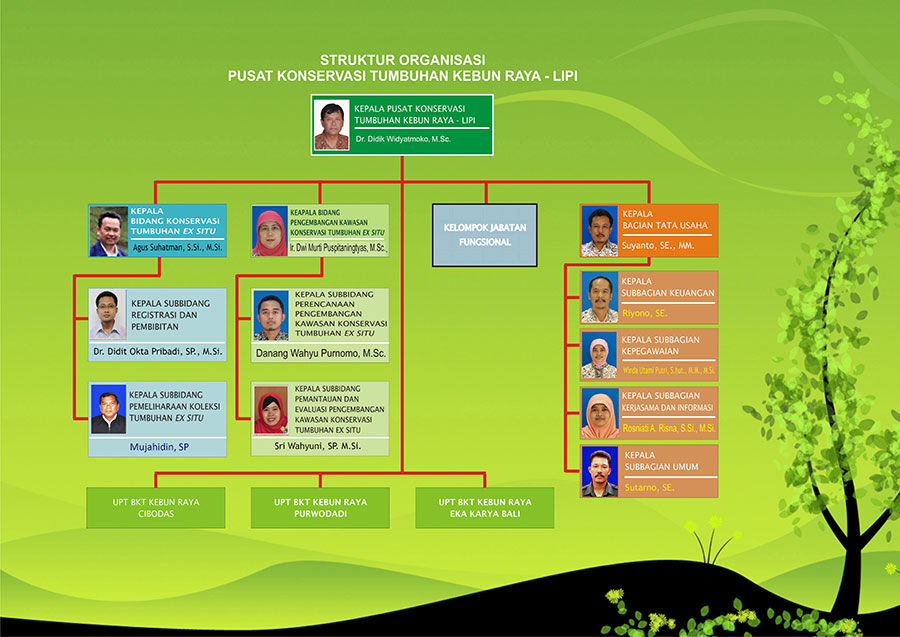 STRUKTUR ORGANISASI
PUSAT KONSERVASI TUMBUHAN KEBUN RAYA - LIPI
KEPALA PUSAT KONSERVASI
TUMBUHAN KEBUN RAYA - LIPI
Dr. Didik Widyatmoko, M.Sc.
KEPALA
BIDANG KONSERVASI
TUMBUHAN EX SITU
Agus Suhatman, S.Si., M.Si.
KEAPALA BIDANG
PENGEMBANGAN KAWASAN
KONSERVASI TUMBUHAN EX SITU
Ir. Dwi Murti Puspitaningtyas, M.Sc.,
KELOMPOK JABATAN
FUNGSIONAL
KEPALA
BAGIAN TATA USAHA
Suyanto, SE., MM.
KEPALA SUBBIDANG
REGISTRASI DAN
PEMBIBITAN
Dr. Didit Okta Pribadi, SP., M.Si.
KEPALA SUBBIDANG
PERENCANAAN
PENGEMBANGAN
KAWASAN KONSERVASI
TUMBUHAN EX SITU
Danang Wahyu Purnomo, M.Sc.
KEPALA
SUBBAGIAN KEUANGAN
Riyono, SE.
KEPALA SUBBAGIAN
KEPEGAWAIAN
Winda Utami Putri, S.hut., M.M., M.Si.
KEPALA SUBBIDANG
PEMELIHARAAN KOLEKSI
TUMBUHAN EX SITU
Mujahidin, SP
KEPALA SUBBIDANG
PEMANTAUAN DAN
EVALUASI PENGEMBANGAN
KAWASAN KONSERVASI
TUMBUHAN EX SITU
Sri Wahyuni, SP. M.Si.
KEPALA SUBBAGIAN
KERJASAMA DAN INFORMASI
Rosniati A. Risna, S.Si., M.Si.
KEPALA
SUBBAGIAN UMUM
Sutarno, SE.
UPT BKT KEBUN RAYA
CIBODAS
UPT BKT KEBUN RAYA
PURWODADI
UPT BKT KEBUN RAYA
EKA KARYA BALI